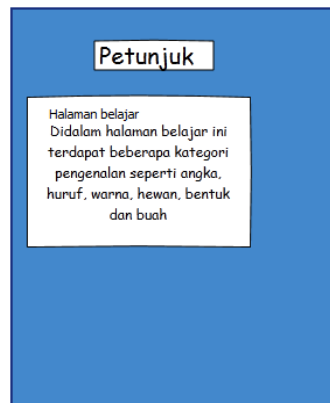 Petunjuk
Halaman belajar
Didalam halaman belajar ini
terdapat beberapa kategori
pengenalan seperti angka,
huruf, warna, hewan, bentuk
dan buah